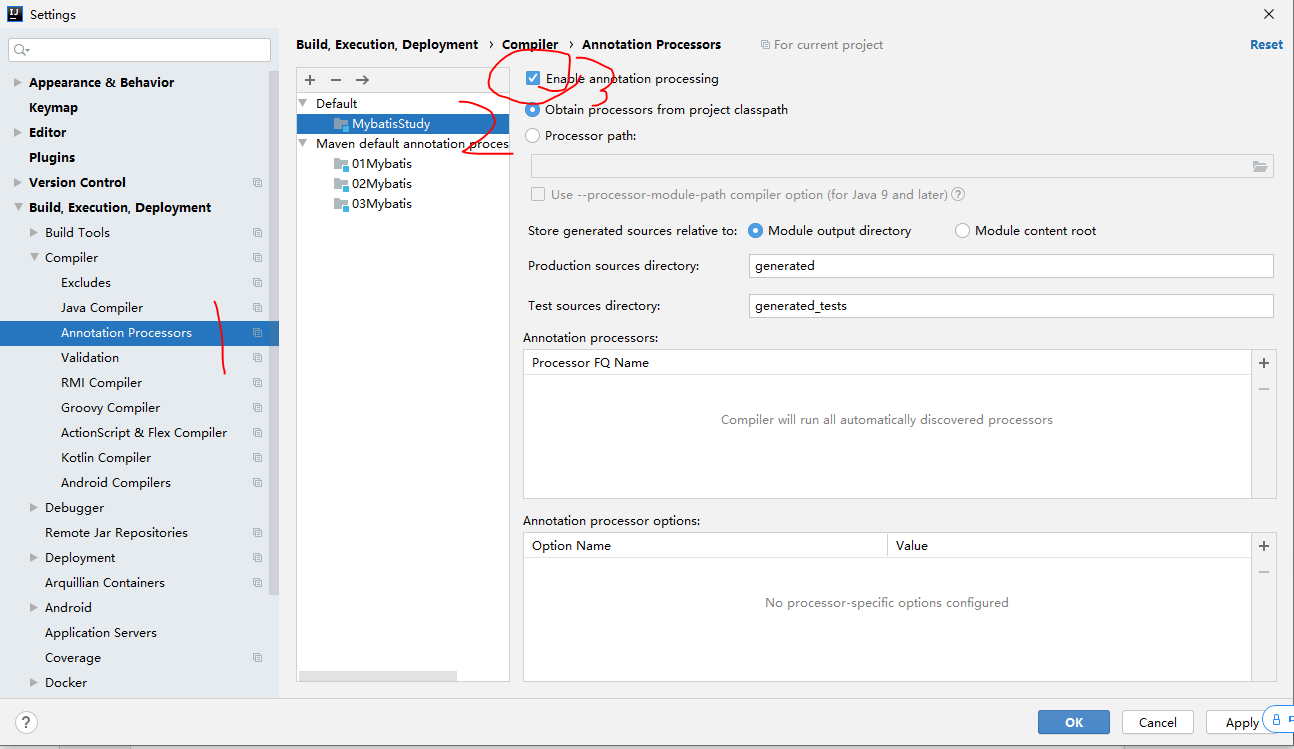 Settings
Build, Execution, Deployment › Compiler › Annotation Processors For current project Reset
Appearance & Behavior
Keymap
Editor
Plugins
Version Control
Build, Execution, Deployment
Build Tools
Compiler
Excludes
Java Compiler
Annotation Processors
Validation
RMI Compiler
Groovy Compiler
ActionScript & Flex Compiler
Kotlin Compiler
Android Compilers
Debugger
Remote Jar Repositories
Deployment
Arquillian Containers
Android
Application Servers
Coverage
Docker
Default
MybatisStudy
Maven default annotation proces
01Mybatis
02Mybatis
03Mybatis
2
3
Enable annotation processing
Obtain processors from project classpath
Processor path:
Use --processor-module-path compiler option (for Java 9 and later) ?
Store generated sources relative to: Module output directory Module content root
Production sources directory: generated
Test sources directory: generated_tests
Annotation processors:
Processor FQ Name
Compiler will run all automatically discovered processors
Annotation processor options:
Option Name Value
No processor-specific options configured
? OK Cancel Apply